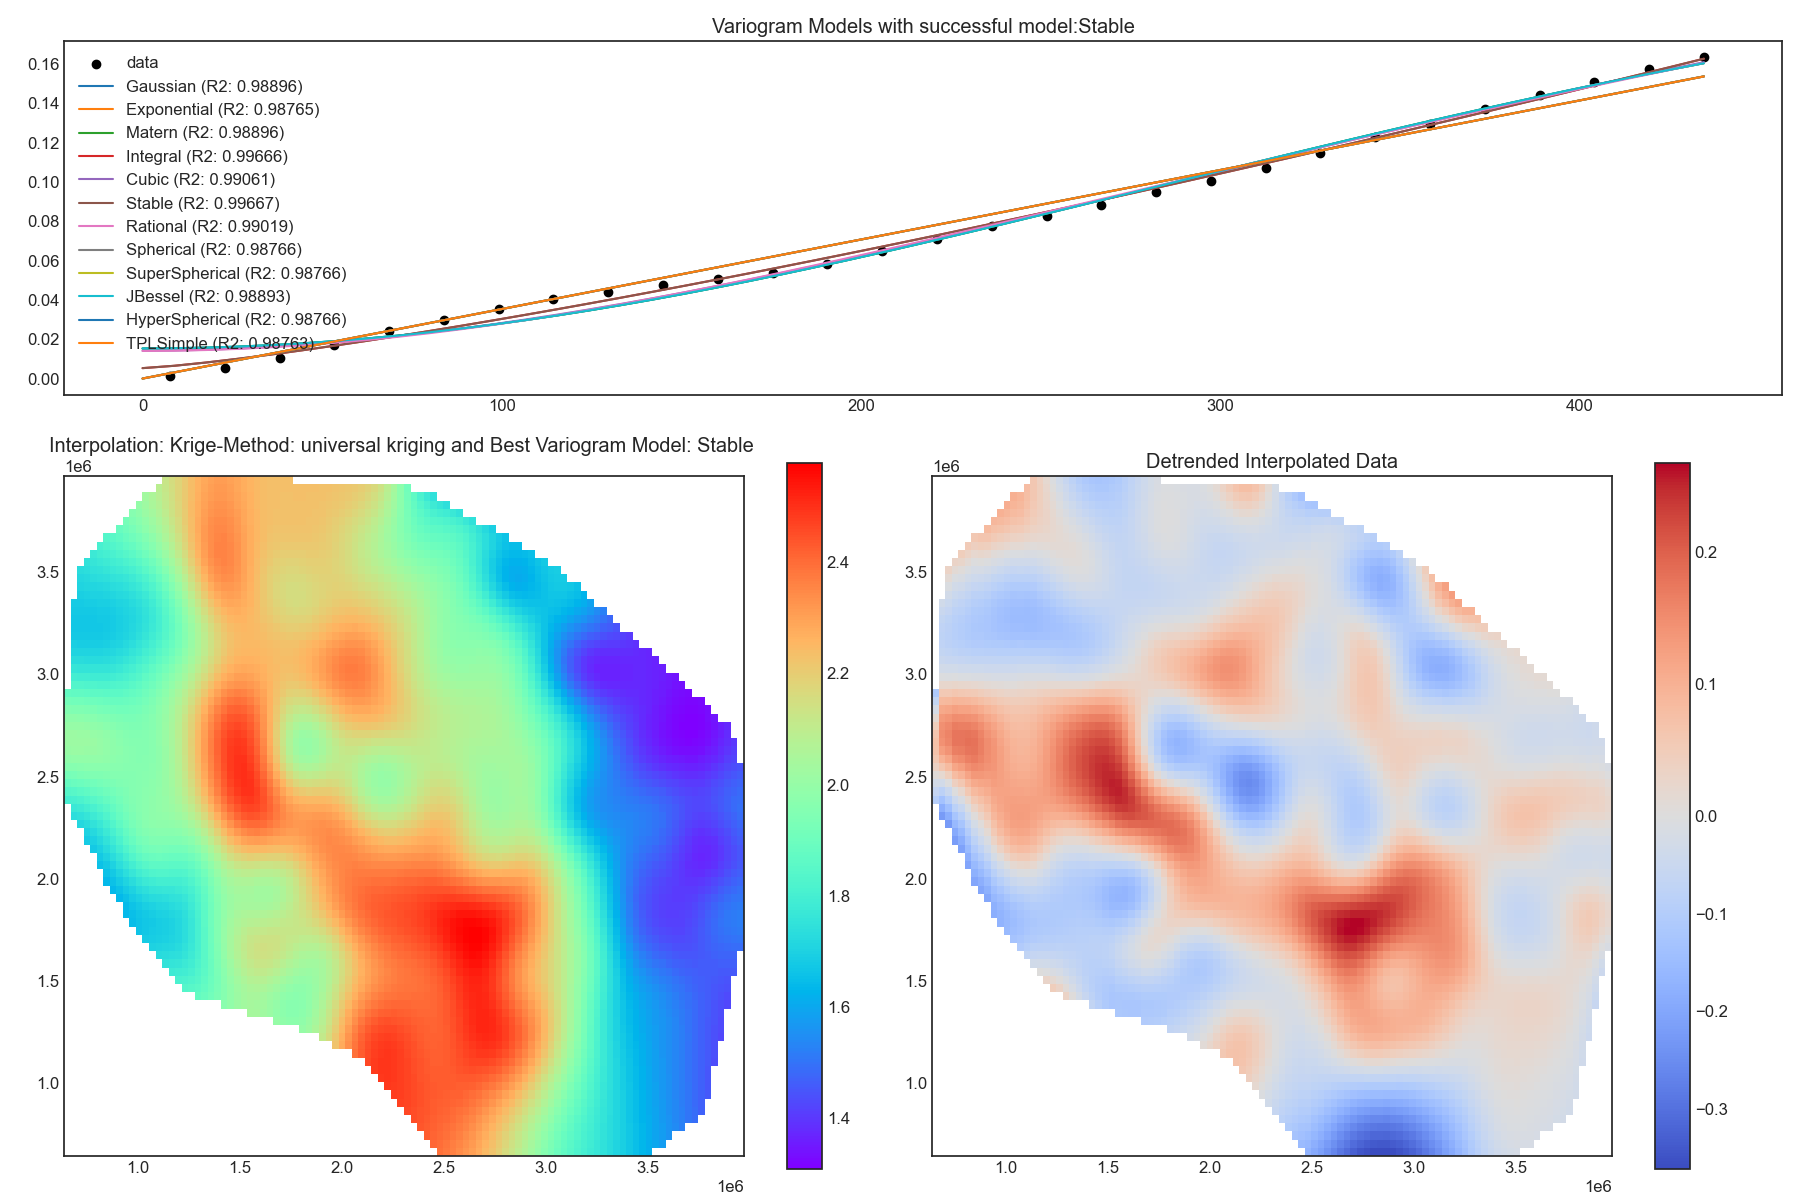 Variogram Models with successful model:Stable
0.16
0.14
0.12
0.10
0.08
0.06
0.04
0.02
0.00
data
Gaussian (R2: 0.98896)
Exponential (R2: 0.98765)
Matern (R2: 0.98896)
Integral (R2: 0.99666)
Cubic (R2: 0.99061)
Stable (R2: 0.99667)
Rational (R2: 0.99019)
Spherical (R2: 0.98766)
SuperSpherical (R2: 0.98766)
JBessel (R2: 0.98893)
HyperSpherical (R2: 0.98766)
TPLSimple (R2: 0.98763)
0 100 200 300 400
Interpolation: Krige-Method: universal kriging and Best Variogram Model: Stable
1e6
3.5
3.0
2.5
2.0
1.5
1.0
1.0 1.5 2.0 2.5 3.0 3.5
1e6
2.4
2.2
2.0
1.8
1.6
1.4
Detrended Interpolated Data
1e6
3.5
3.0
2.5
2.0
1.5
1.0
1.0 1.5 2.0 2.5 3.0 3.5
1e6
0.2
0.1
0.0
−0.1
−0.2
−0.3